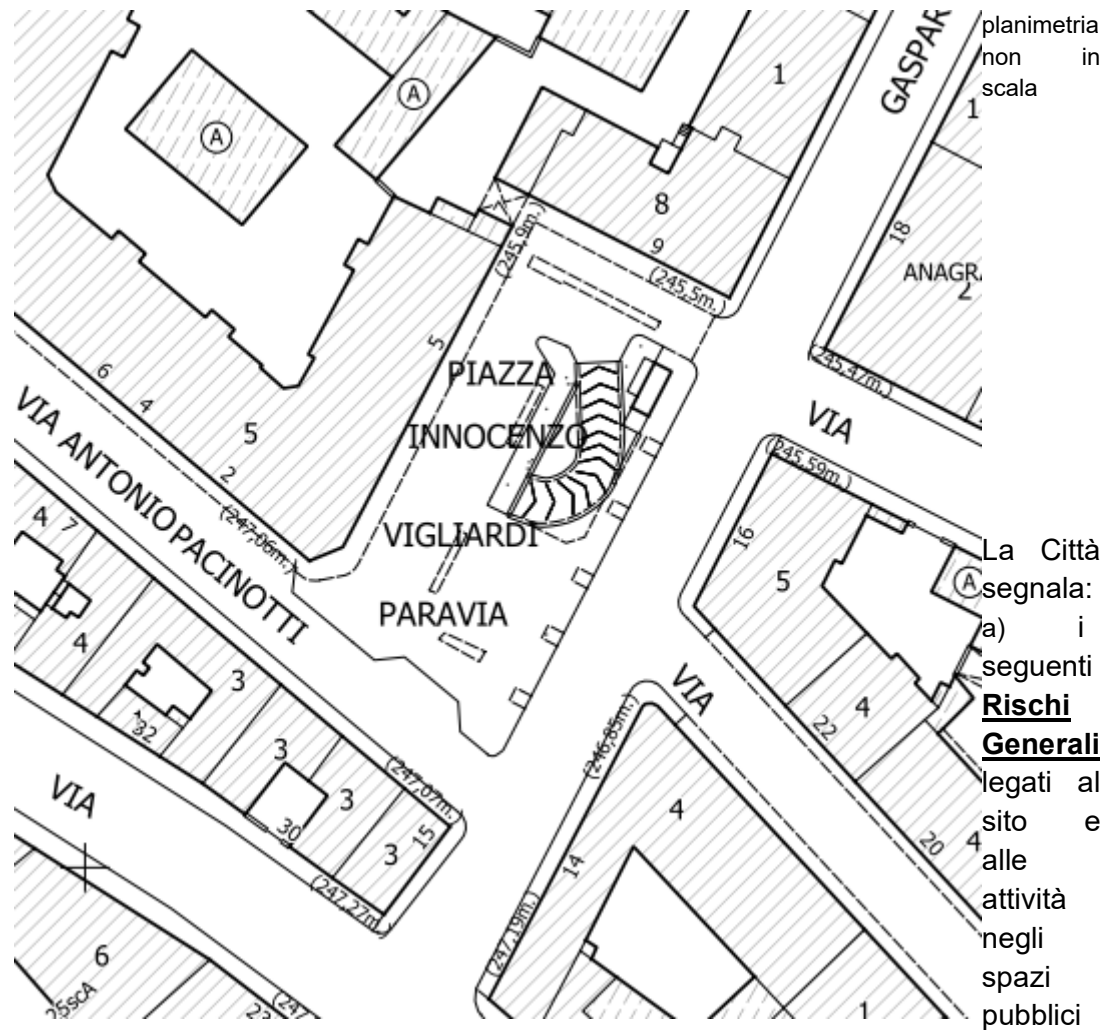 planimetria
non in
scala
GASPAR
1
1
A
A
8
9
(245,9m.)
(245,5m.)
18
ANAGRA
2
(245,47m.)
5
PIAZZA
INNOCENZO
VIGLIARDI
PARAVIA
6
4
2
5
VIA ANTONIO PACINOTTI
(247,06m.)
VIA
(245,59m.)
16
5
A
4
7
4
3
32
3
3
30
3
15
(247,07m.)
(247,27m.)
VIA
VIA
22
4
20
4
(246,85m.)
4
14
(247,19m.)
1
6
25scA
(247,
La Città
segnala:
a) i
seguenti
Rischi
Generali
legati al
sito e
alle
attività
negli
spazi
pubblici